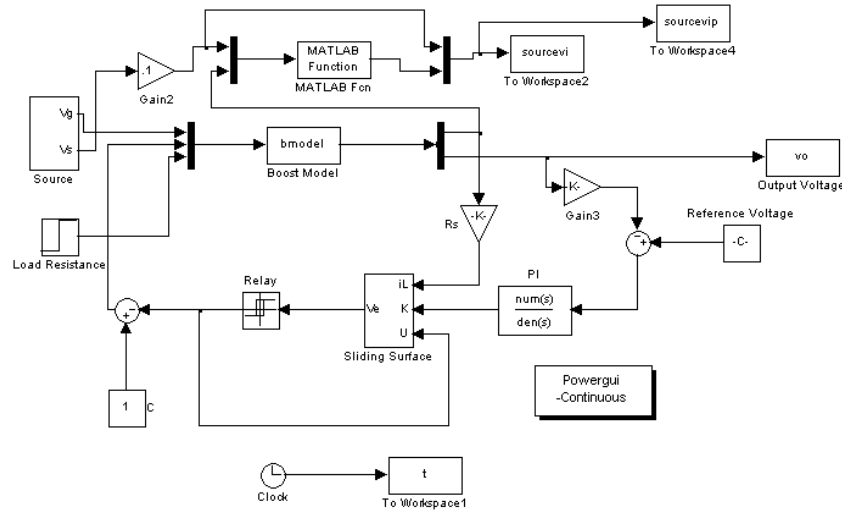 sourcevip
To Workspace4
.1
Gain2
MATLAB
Function
MATLAB Fcn
sourcevi
To Workspace2
Vg
Vs
Source
bmodel
Boost Model
vo
Output Voltage
-K-
Gain3
-K-
Rs
Reference Voltage
-C-
Load Resistance
Relay
iL
K
U
Ve
Sliding Surface
PI
num(s)
den(s)
1
C
Powergui
-Continuous
Clock
t
To Workspace1